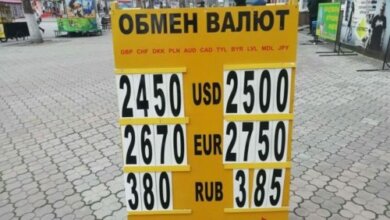 ОБМЕН ВАЛЮТ
GBP CHF DKK PLN AUD CAD TYL BYR LVL MDL JPY
2450 USD 2500
2670 EUR 2750
380 RUB 385